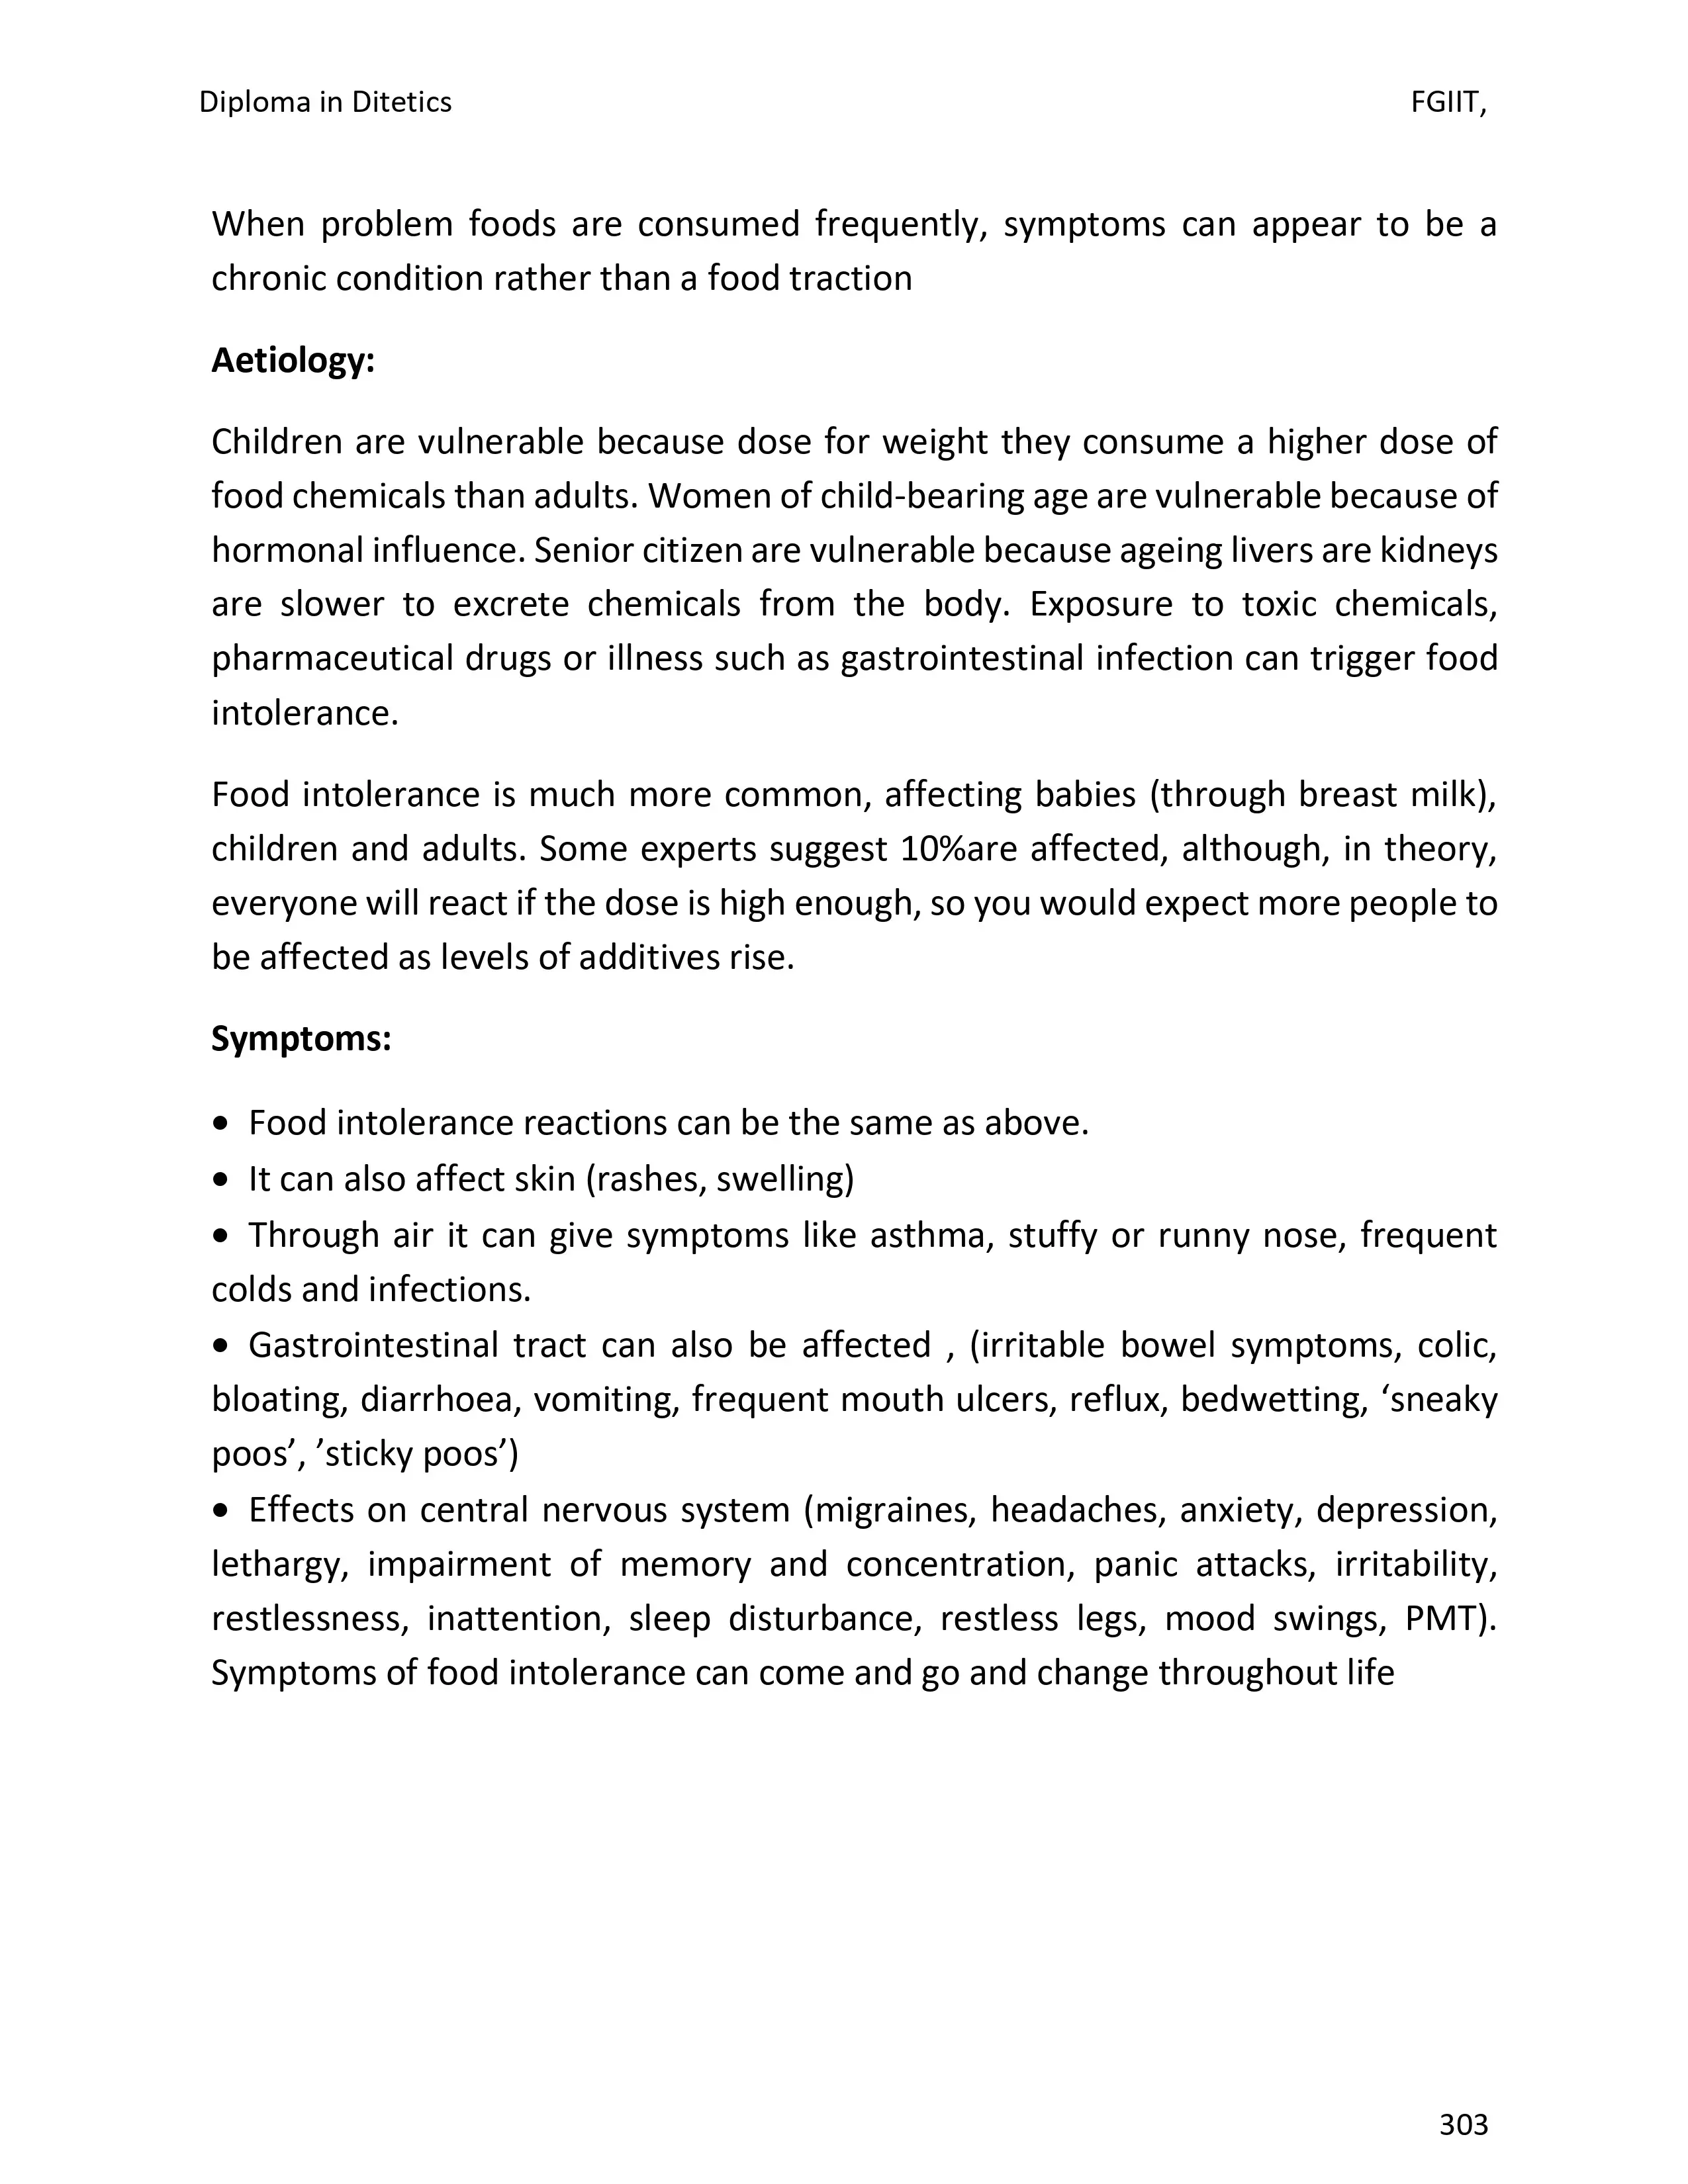 Diploma in Ditetics FGIIT,
When problem foods are consumed frequently, symptoms can appear to be a
chronic condition rather than a food traction
Aetiology:
Children are vulnerable because dose for weight they consume a higher dose of
food chemicals than adults. Women of child-bearing age are vulnerable because of
hormonal influence. Senior citizen are vulnerable because ageing livers are kidneys
are slower to excrete chemicals from the body. Exposure to toxic chemicals,
pharmaceutical drugs or illness such as gastrointestinal infection can trigger food
intolerance.
Food intolerance is much more common, affecting babies (through breast milk),
children and adults. Some experts suggest 10%are affected, although, in theory,
everyone will react if the dose is high enough, so you would expect more people to
be affected as levels of additives rise.
Symptoms:
• Food intolerance reactions can be the same as above.
• It can also affect skin (rashes, swelling)
• Through air it can give symptoms like asthma, stuffy or runny nose, frequent
colds and infections.
• Gastrointestinal tract can also be affected , (irritable bowel symptoms, colic,
bloating, diarrhoea, vomiting, frequent mouth ulcers, reflux, bedwetting, ‘sneaky
poos’, ’sticky poos’)
• Effects on central nervous system (migraines, headaches, anxiety, depression,
lethargy, impairment of memory and concentration, panic attacks, irritability,
restlessness, inattention, sleep disturbance, restless legs, mood swings, PMT).
Symptoms of food intolerance can come and go and change throughout life
303